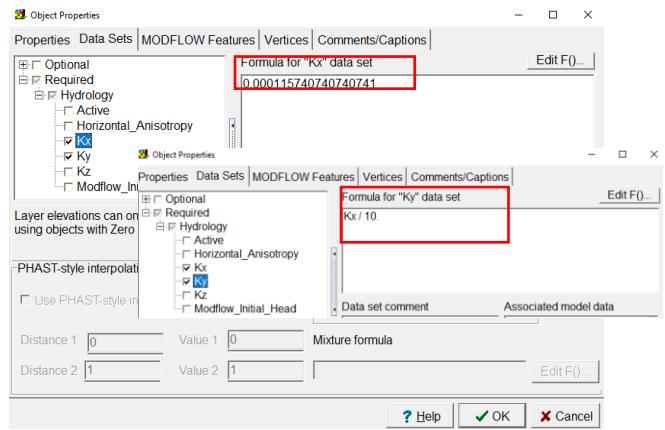 Object Properties
Properties Data Sets MODFLOW Features Vertices Comments/Captions
Optional
Required
Hydrology
Active
Horizontal_Anisotropy
Kx
Ky
Kz
Modflow_Ini
Formula for "Kx" data set
Edit F()...
0.000115740740740741
Layer elevations can on
using objects with Zero
PHAST-style interpolati
Use PHAST-style in
Distance 1 0 Value 1 0 Mixture formula
Distance 2 1 Value 2 1 Edit F()...
? Help OK Cancel
Object Properties
Properties Data Sets MODFLOW Features Vertices Comments/Captions
Optional
Required
Hydrology
Active
Horizontal_Anisotropy
Kx
Ky
Kz
Modflow_Initial_Head
Formula for "Ky" data set
Edit F()...
Kx / 10.
Data set comment Associated model data